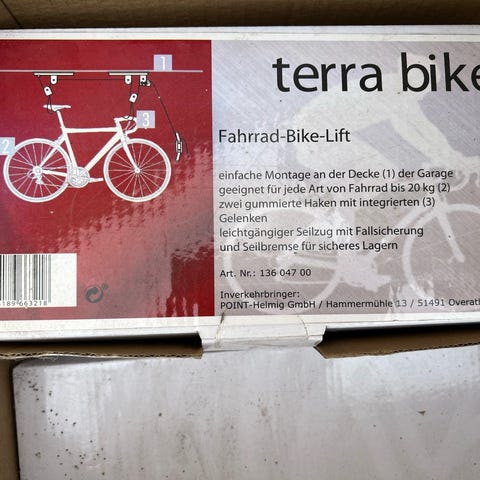 terra bike
1
3
2
Fahrrad-Bike-Lift
einfache Montage an der Decke (1) der Garage
geeignet für jede Art von Fahrrad bis 20 kg (2)
zwei gummierte Haken mit integrierten (3)
Gelenken
leichtgängiger Seilzug mit Fallsicherung
und Seilbremse für sicheres Lagern
Art. Nr.: 136 047 00
Inverkehrbringer:
POINT-Helmig GmbH / Hammermühle 13 / 51491 Overath
189 663218